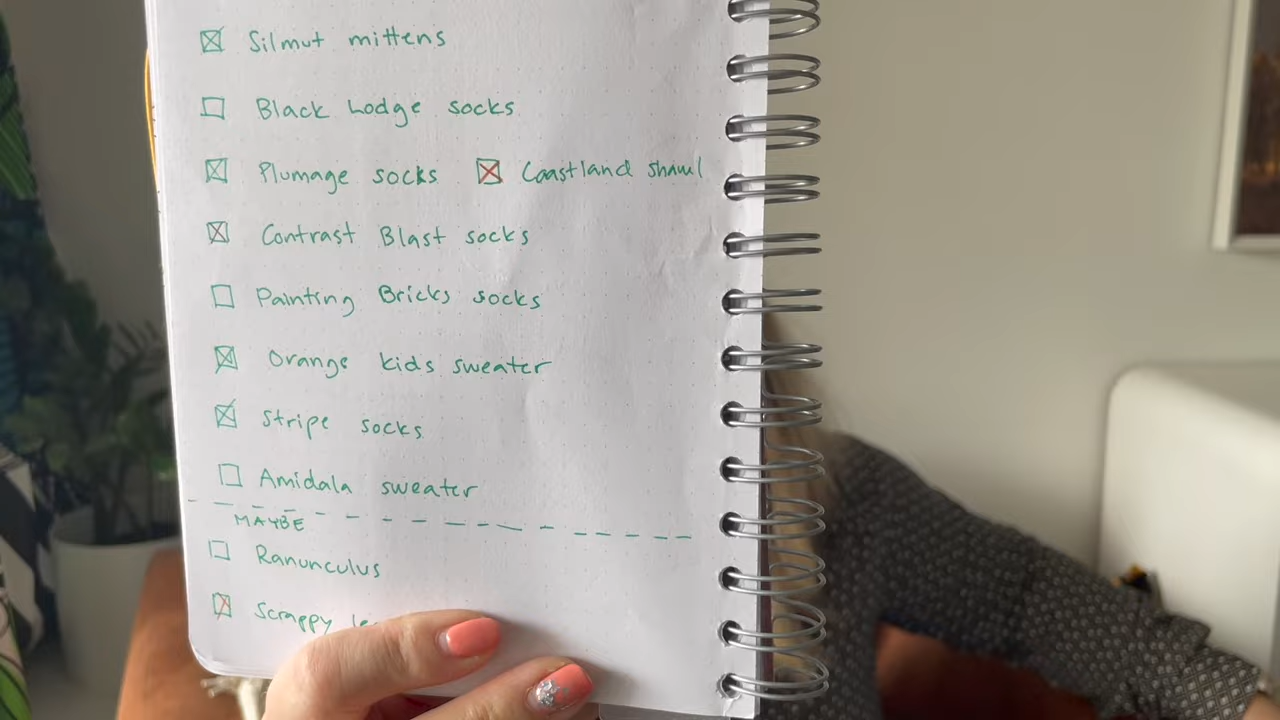 Silmut mittens
Black Lodge socks
Plumage socks Coastland shawl
Contrast Blast socks
Painting Bricks socks
Orange kids sweater
Stripe socks
Amidala sweater
MAYBE
Ranunculus
Scrappy